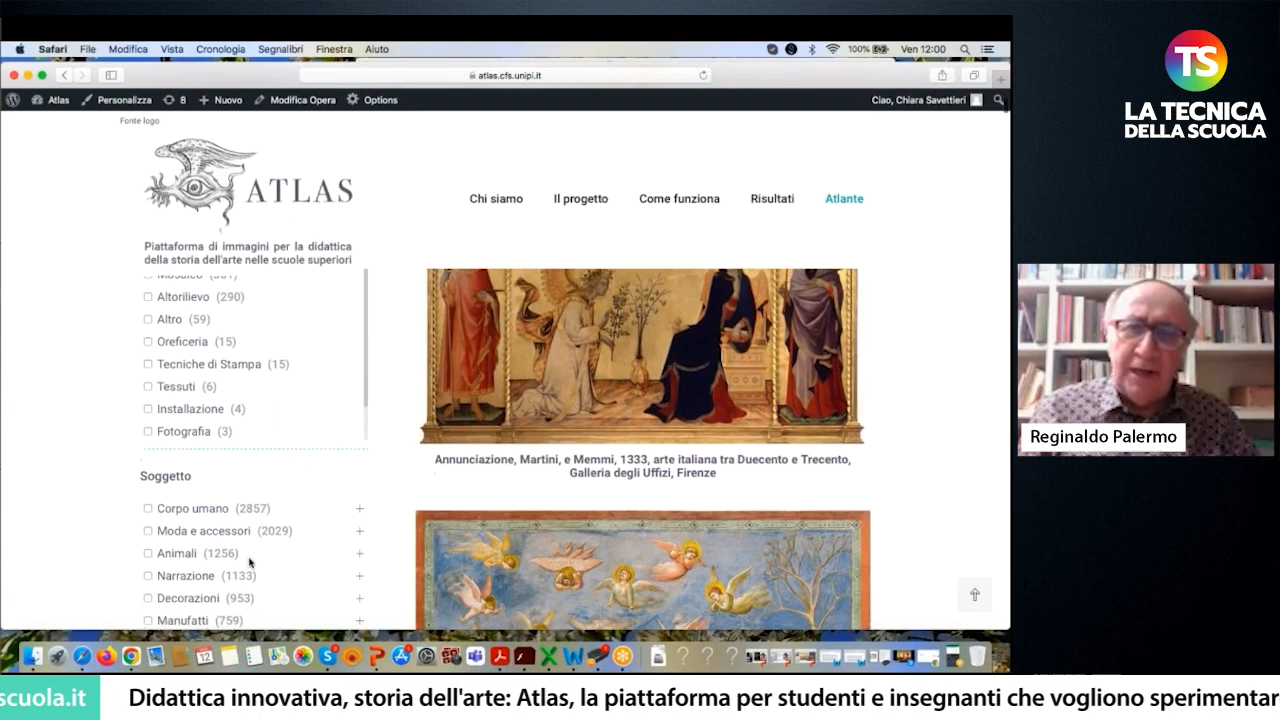 Safari File Modifica Vista Cronologia Segnalibri Finestra Aiuto 100% Ven 12:00
atlas.cfs.unipi.it
Atlas Personalizza 8 Nuovo Modifica Opera Options Ciao, Chiara Savettieri
Fonte logo
ATLAS
Chi siamo Il progetto Come funziona Risultati Atlante
Piattaforma di immagini per la didattica
della storia dell'arte nelle scuole superiori
Altorilievo (290)
Altro (59)
Oreficeria (15)
Tecniche di Stampa (15)
Tessuti (6)
Installazione (4)
Fotografia (3)
Annunciazione, Martini, e Memmi, 1333, arte italiana tra Duecento e Trecento,
Galleria degli Uffizi, Firenze
Soggetto
Corpo umano (2857) +
Moda e accessori (2029) +
Animali (1256) +
Narrazione (1133) +
Decorazioni (953) +
Manufatti (759) +
TS
LA TECNICA
DELLA SCUOLA
Reginaldo Palermo
scuola.it
Didattica innovativa, storia dell'arte: Atlas, la piattaforma per studenti e insegnanti che vogliono sperimentar